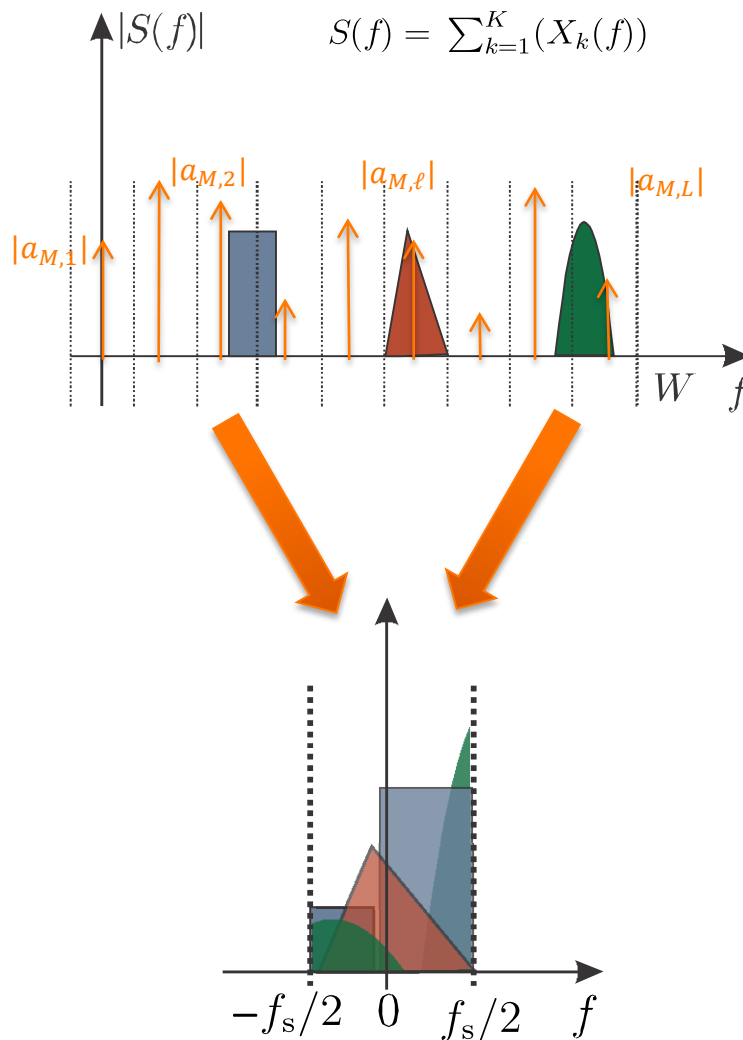 |S(f)|
S(f) = ∑_{k=1}^{K}(X_k(f))
|a_{M,2}|
|a_{M,ℓ}|
|a_{M,L}|
|a_{M,1}|
W
f
−f_s/2
0
f_s/2
f